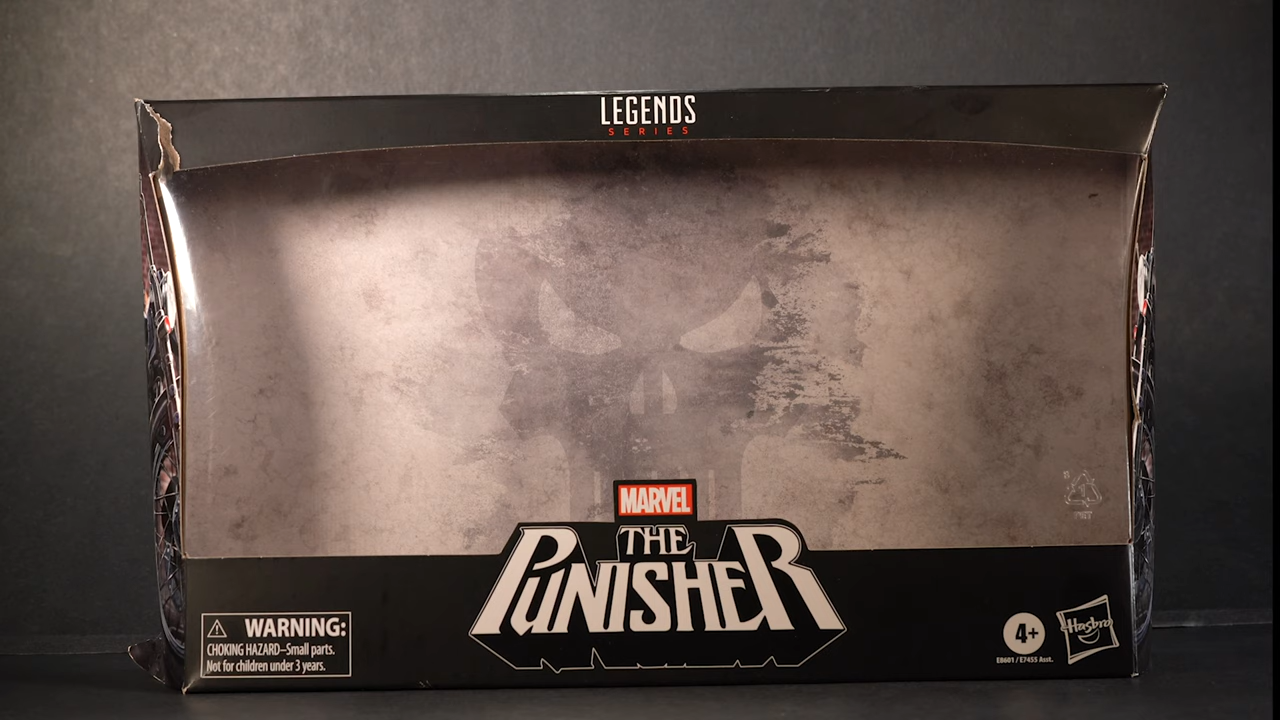 LEGENDS
SERIES
MARVEL
THE
PUNISHER
WARNING:
CHOKING HAZARD–Small parts.
Not for children under 3 years.
4+
E8601 / E7455 Asst.
Hasbro